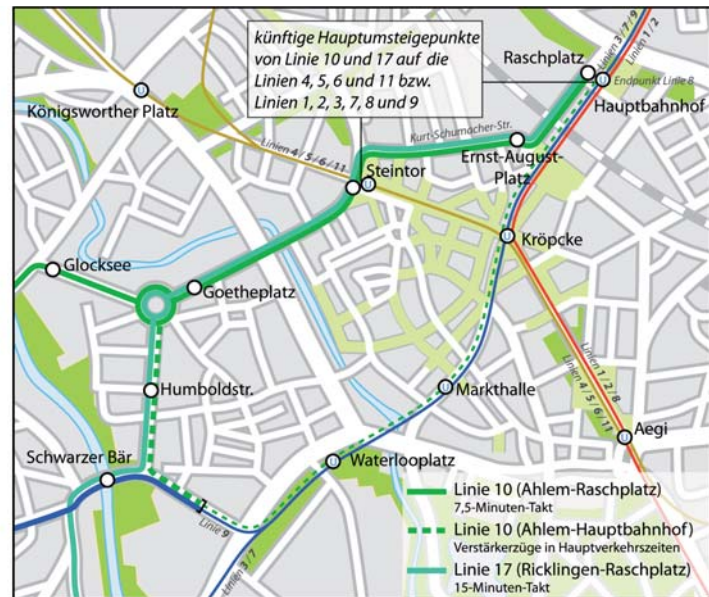 künftige Hauptumsteigepunkte
von Linie 10 und 17 auf die
Linien 4, 5, 6 und 11 bzw.
Linien 1, 2, 3, 7, 8 und 9
Linien 3 / 7 / 9
Linien 1 / 2
Raschplatz
Endpunkt Linie 8
Hauptbahnhof
U
Königsworther Platz
Kurt-Schumacher-Str.
Linien 4 / 5 / 6 / 11
Ernst-August-
Platz
Steintor
U
Kröpcke
U
Glocksee
Goetheplatz
Humboldstr.
Markthalle
U
Linien 1 / 2 / 8
Linien 4 / 5 / 6 / 11
Aegi
U
Schwarzer Bär
Waterlooplatz
U
Linie 9
Linien 3 / 7
Linie 10 (Ahlem-Raschplatz)
7,5-Minuten-Takt
Linie 10 (Ahlem-Hauptbahnhof)
Verstärkerzüge in Hauptverkehrszeiten
Linie 17 (Ricklingen-Raschplatz)
15-Minuten-Takt